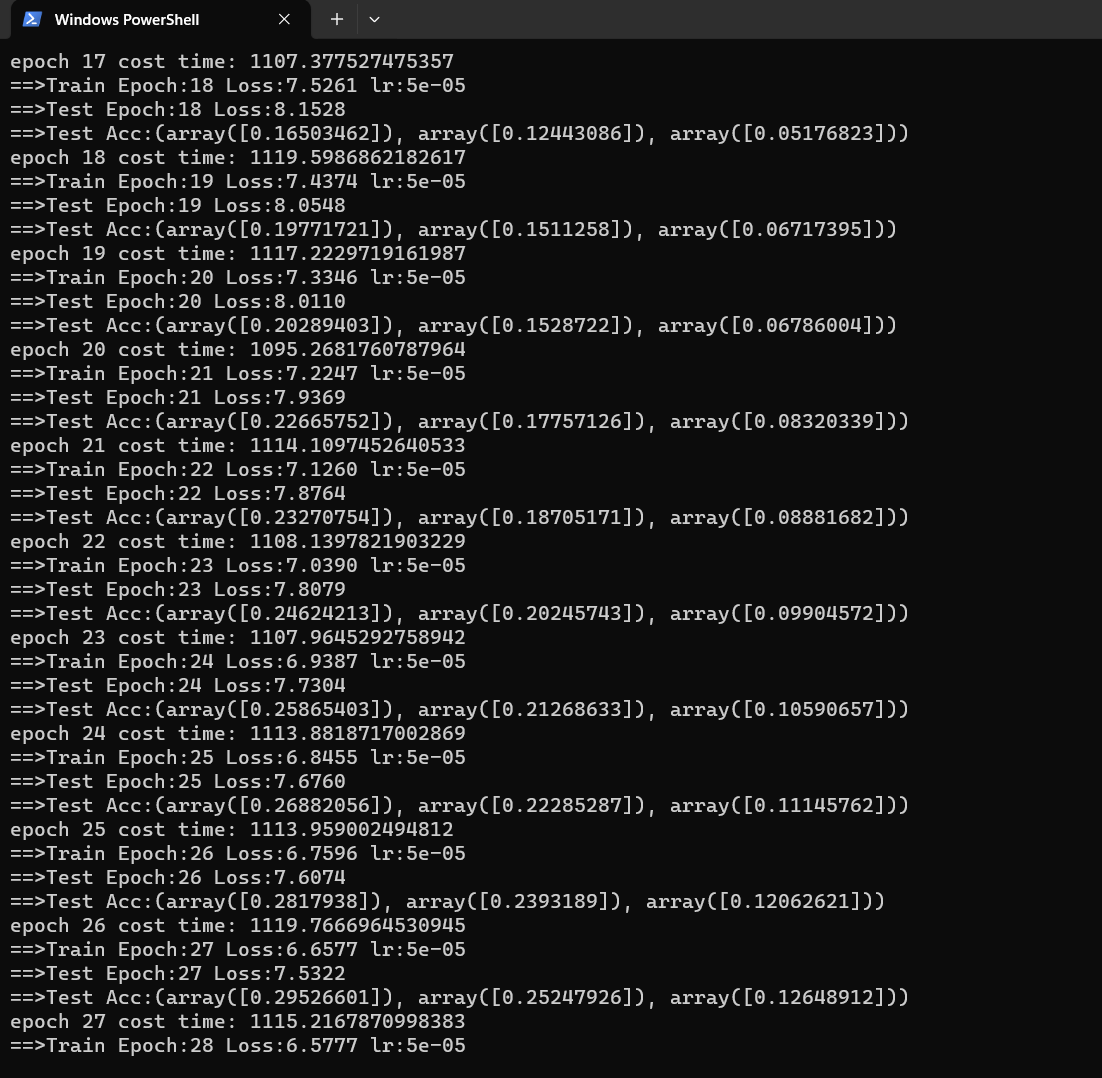 Windows PowerShell
epoch 17 cost time: 1107.377527475357
==>Train Epoch:18 Loss:7.5261 lr:5e-05
==>Test Epoch:18 Loss:8.1528
==>Test Acc:(array([0.16503462]), array([0.12443086]), array([0.05176823]))
epoch 18 cost time: 1119.5986862182617
==>Train Epoch:19 Loss:7.4374 lr:5e-05
==>Test Epoch:19 Loss:8.0548
==>Test Acc:(array([0.19771721]), array([0.1511258]), array([0.06717395]))
epoch 19 cost time: 1117.2229719161987
==>Train Epoch:20 Loss:7.3346 lr:5e-05
==>Test Epoch:20 Loss:8.0110
==>Test Acc:(array([0.20289403]), array([0.1528722]), array([0.06786004]))
epoch 20 cost time: 1095.2681760787964
==>Train Epoch:21 Loss:7.2247 lr:5e-05
==>Test Epoch:21 Loss:7.9369
==>Test Acc:(array([0.22665752]), array([0.17757126]), array([0.08320339]))
epoch 21 cost time: 1114.1097452640533
==>Train Epoch:22 Loss:7.1260 lr:5e-05
==>Test Epoch:22 Loss:7.8764
==>Test Acc:(array([0.23270754]), array([0.18705171]), array([0.08881682]))
epoch 22 cost time: 1108.1397821903229
==>Train Epoch:23 Loss:7.0390 lr:5e-05
==>Test Epoch:23 Loss:7.8079
==>Test Acc:(array([0.24624213]), array([0.20245743]), array([0.09904572]))
epoch 23 cost time: 1107.9645292758942
==>Train Epoch:24 Loss:6.9387 lr:5e-05
==>Test Epoch:24 Loss:7.7304
==>Test Acc:(array([0.25865403]), array([0.21268633]), array([0.10590657]))
epoch 24 cost time: 1113.8818717002869
==>Train Epoch:25 Loss:6.8455 lr:5e-05
==>Test Epoch:25 Loss:7.6760
==>Test Acc:(array([0.26882056]), array([0.22285287]), array([0.11145762]))
epoch 25 cost time: 1113.959002494812
==>Train Epoch:26 Loss:6.7596 lr:5e-05
==>Test Epoch:26 Loss:7.6074
==>Test Acc:(array([0.2817938]), array([0.2393189]), array([0.12062621]))
epoch 26 cost time: 1119.7666964530945
==>Train Epoch:27 Loss:6.6577 lr:5e-05
==>Test Epoch:27 Loss:7.5322
==>Test Acc:(array([0.29526601]), array([0.25247926]), array([0.12648912]))
epoch 27 cost time: 1115.2167870998383
==>Train Epoch:28 Loss:6.5777 lr:5e-05